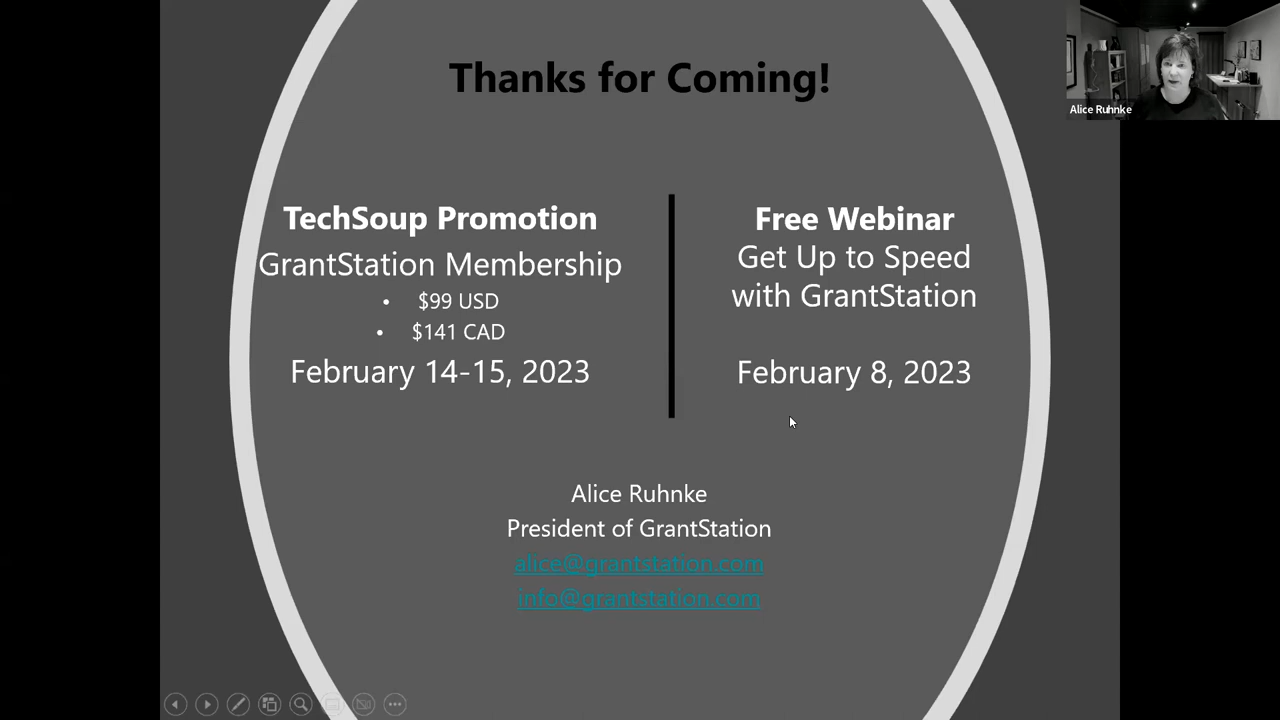 Thanks for Coming!
Alice Ruhnke
TechSoup Promotion
GrantStation Membership
• $99 USD
• $141 CAD
February 14-15, 2023
Free Webinar
Get Up to Speed
with GrantStation
February 8, 2023
Alice Ruhnke
President of GrantStation
alice@grantstation.com
info@grantstation.com